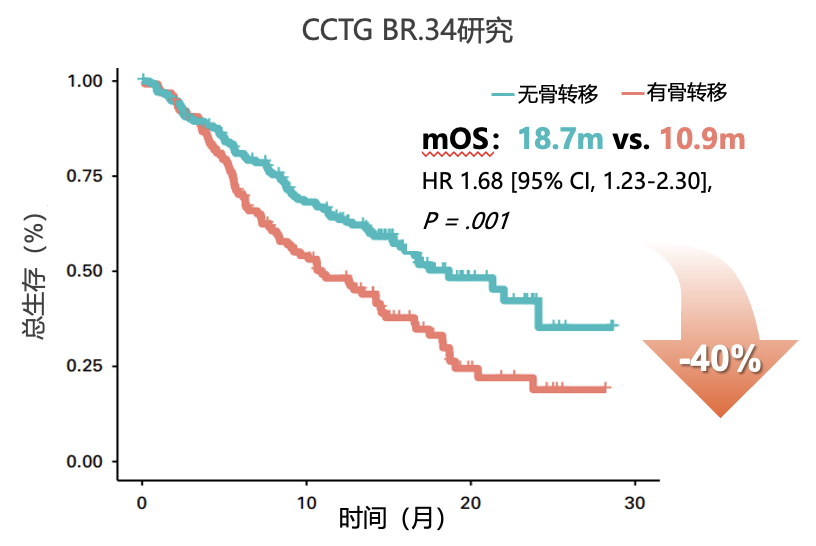 CCTG BR.34研究
无骨转移 有骨转移
mOS： 18.7m vs. 10.9m
HR 1.68 [95% CI, 1.23-2.30],
P = .001
-40%
总生存（%）
1.00
0.75
0.50
0.25
0.00
0 10 20 30
时间（月）